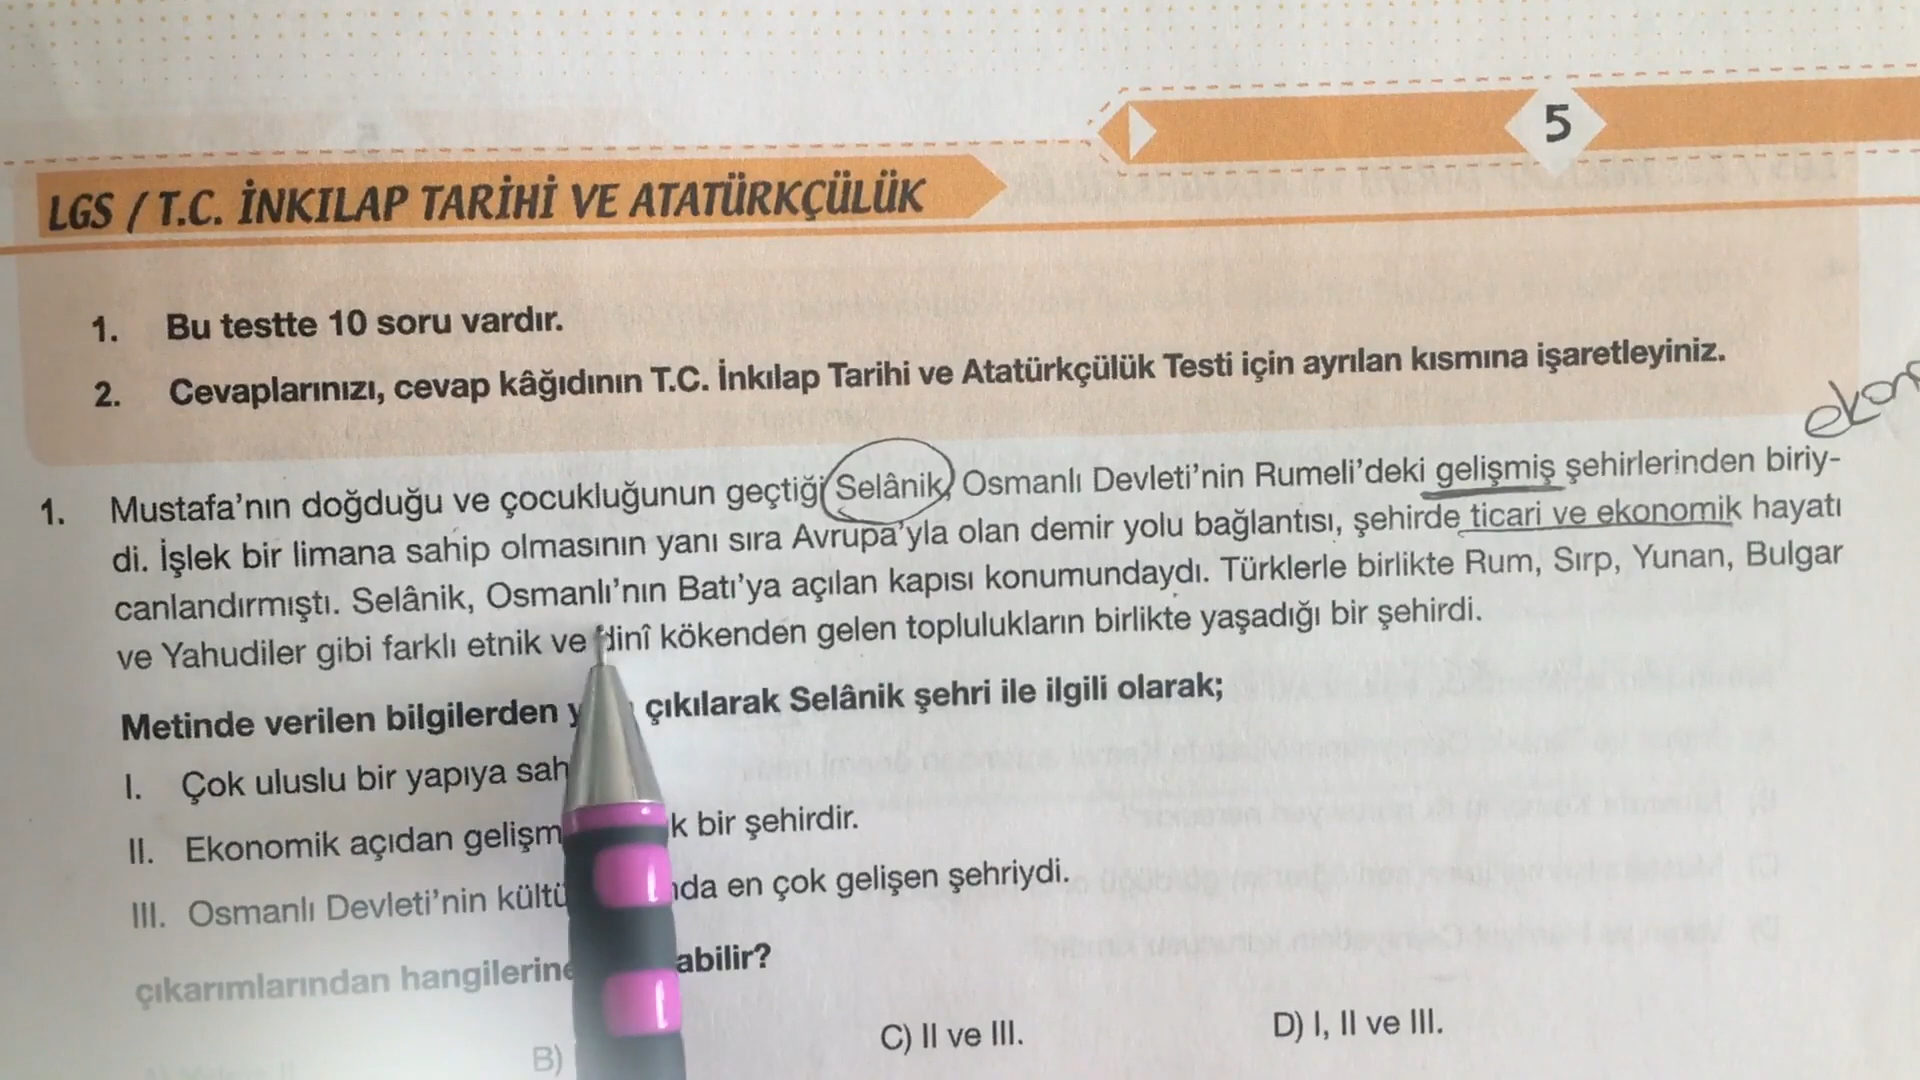 5
LGS / T.C. İNKILAP TARİHİ VE ATATÜRKÇÜLÜK
1. Bu testte 10 soru vardır.
2. Cevaplarınızı, cevap kâğıdının T.C. İnkılap Tarihi ve Atatürkçülük Testi için ayrılan kısmına işaretleyiniz.
1. Mustafa'nın doğduğu ve çocukluğunun geçtiği Selânik, Osmanlı Devleti'nin Rumeli'deki gelişmiş şehirlerinden biriy-
di. İşlek bir limana sahip olmasının yanı sıra Avrupa'yla olan demir yolu bağlantısı, şehirde ticari ve ekonomik hayatı
canlandırmıştı. Selânik, Osmanlı'nın Batı'ya açılan kapısı konumundaydı. Türklerle birlikte Rum, Sırp, Yunan, Bulgar
ve Yahudiler gibi farklı etnik ve dinî kökenden gelen toplulukların birlikte yaşadığı bir şehirdi.
Metinde verilen bilgilerden çıkılarak Selânik şehri ile ilgili olarak;
I. Çok uluslu bir yapıya
II. Ekonomik açıdan bir şehirdir.
III. Osmanlı Devleti'nin en çok gelişen şehriydi.
çıkarımlarından
B)
C) II ve III.
D) I, II ve III.